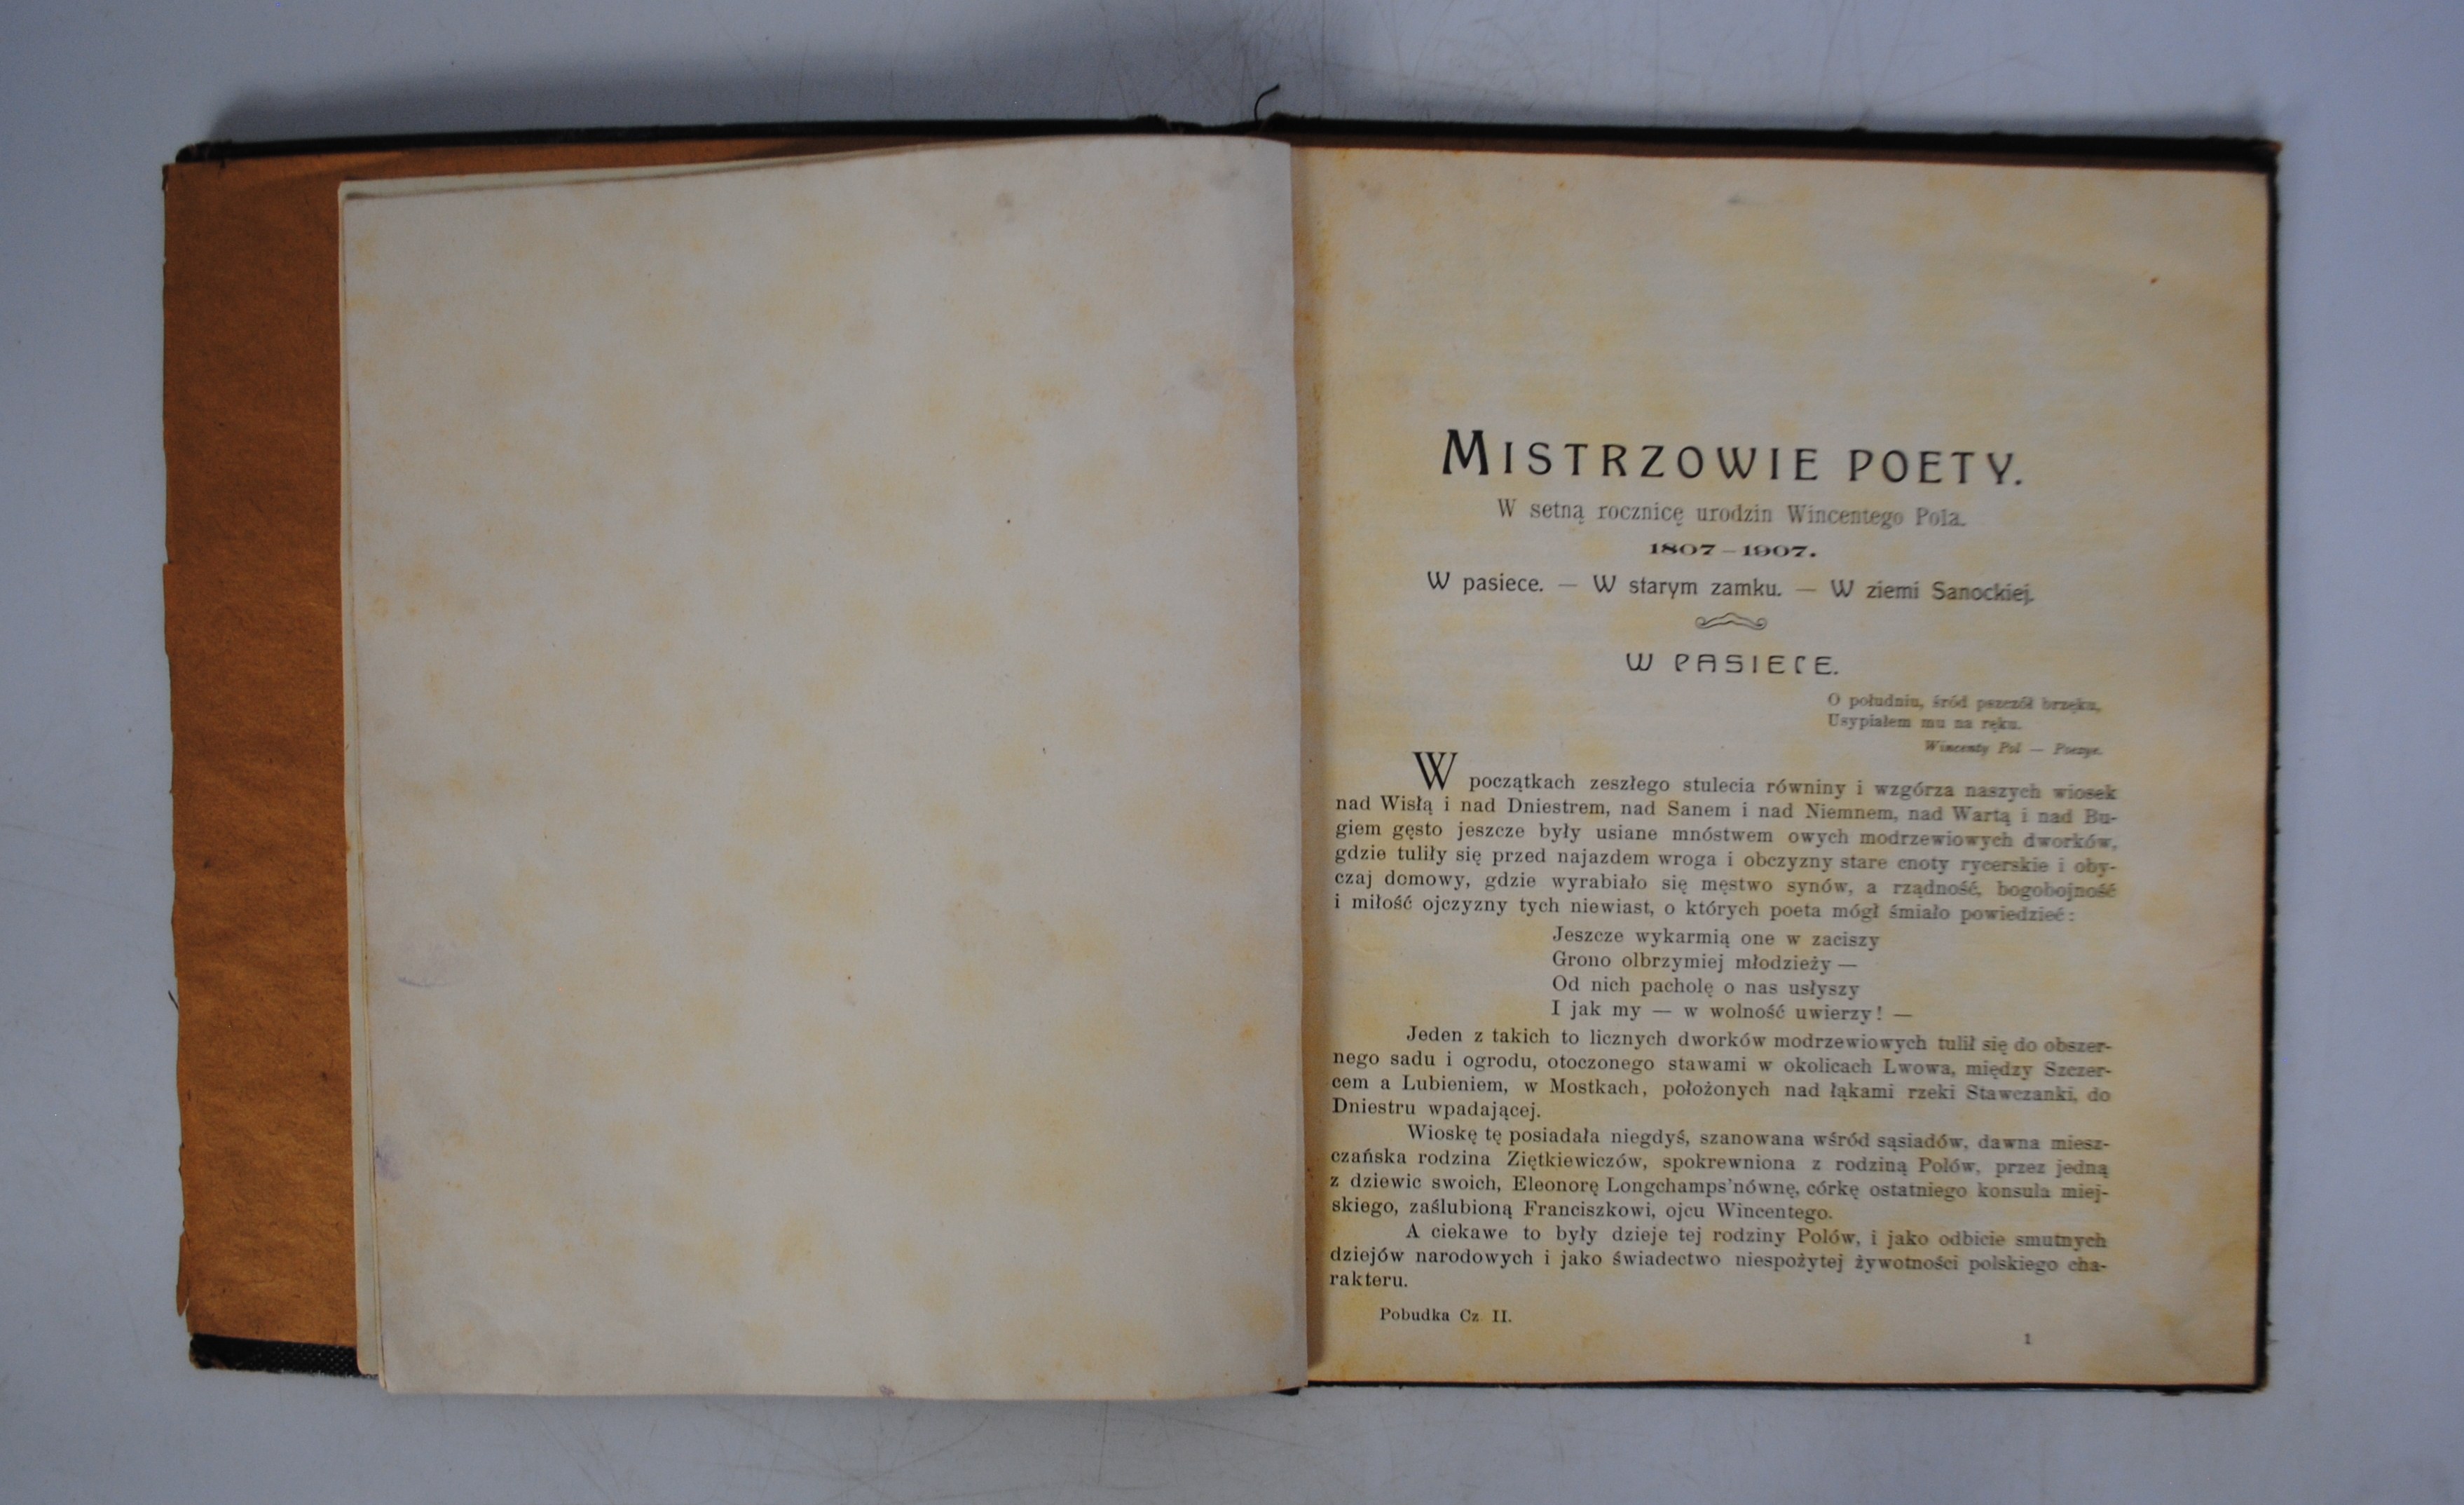 MISTRZOWIE POETY.
W setną rocznicę urodzin Wincentego Pola.
1807–1907.
W pasiece. — W starym zamku. — W ziemi Sanockiej.
W PASIECE.
O południu, śród pszczół brzęku,
Usypiałem mu na ręku.
Wincenty Pol — Poezye.
W początkach zeszłego stulecia równiny i wzgórza naszych wiosek
nad Wisłą i nad Dniestrem, nad Sanem i nad Niemnem, nad Wartą i nad Bu-
giem gęsto jeszcze były usiane mnóstwem owych modrzewiowych dworków,
gdzie tuliły się przed najazdem wroga i obczyzny stare cnoty rycerskie i oby-
czaj domowy, gdzie wyrabiało się męstwo synów, a rządność, bogobojność
i miłość ojczyzny tych niewiast, o których poeta mógł śmiało powiedzieć:
Jeszcze wykarmią one w zaciszy
Grono olbrzymiej młodzieży —
Od nich pacholę o nas usłyszy
I jak my — w wolność uwierzy! —
Jeden z takich to licznych dworków modrzewiowych tulił się do obszer-
nego sadu i ogrodu, otoczonego stawami w okolicach Lwowa, między Szczer-
cem a Lubieniem, w Mostkach, położonych nad łąkami rzeki Stawczanki, do
Dniestru wpadającej.
Wioskę tę posiadała niegdyś, szanowana wśród sąsiadów, dawna miesz-
czańska rodzina Ziętkiewiczów, spokrewniona z rodziną Polów, przez jedną
z dziewic swoich, Eleonorę Longchamps'nównę, córkę ostatniego konsula miej-
skiego, zaślubioną Franciszkowi, ojcu Wincentego.
A ciekawe to były dzieje tej rodziny Polów, i jako odbicie smutnych
dziejów narodowych i jako świadectwo niespożytej żywotności polskiego cha-
rakteru.
Pobudka Cz II.
1